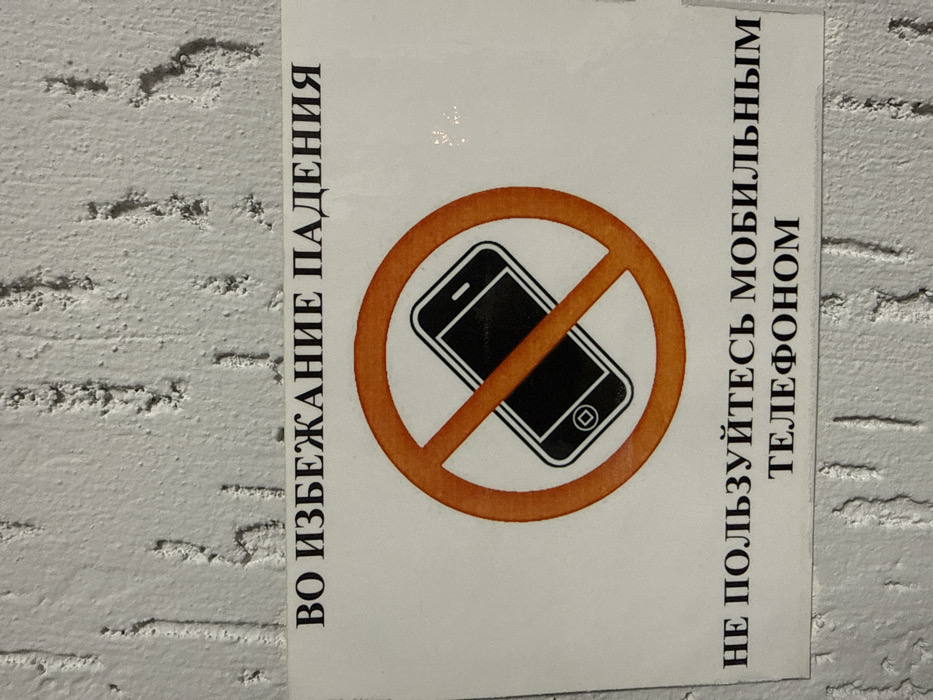 ВО ИЗБЕЖАНИЕ ПАДЕНИЯ
НЕ ПОЛЬЗУЙТЕСЬ МОБИЛЬНЫМ
ТЕЛЕФОНОМ